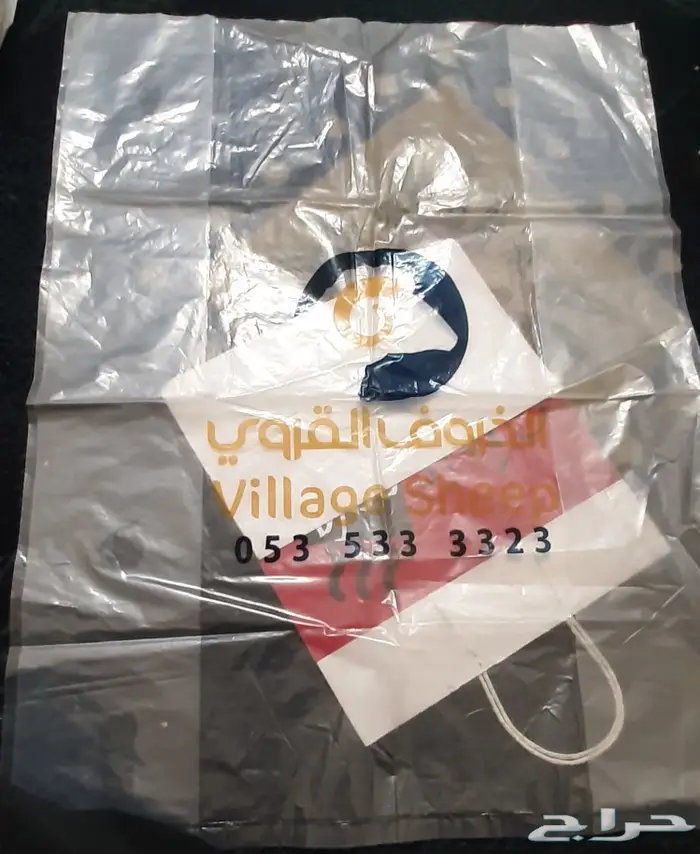 الخروف القروي
Village Sheep
053 533 3323
حراج